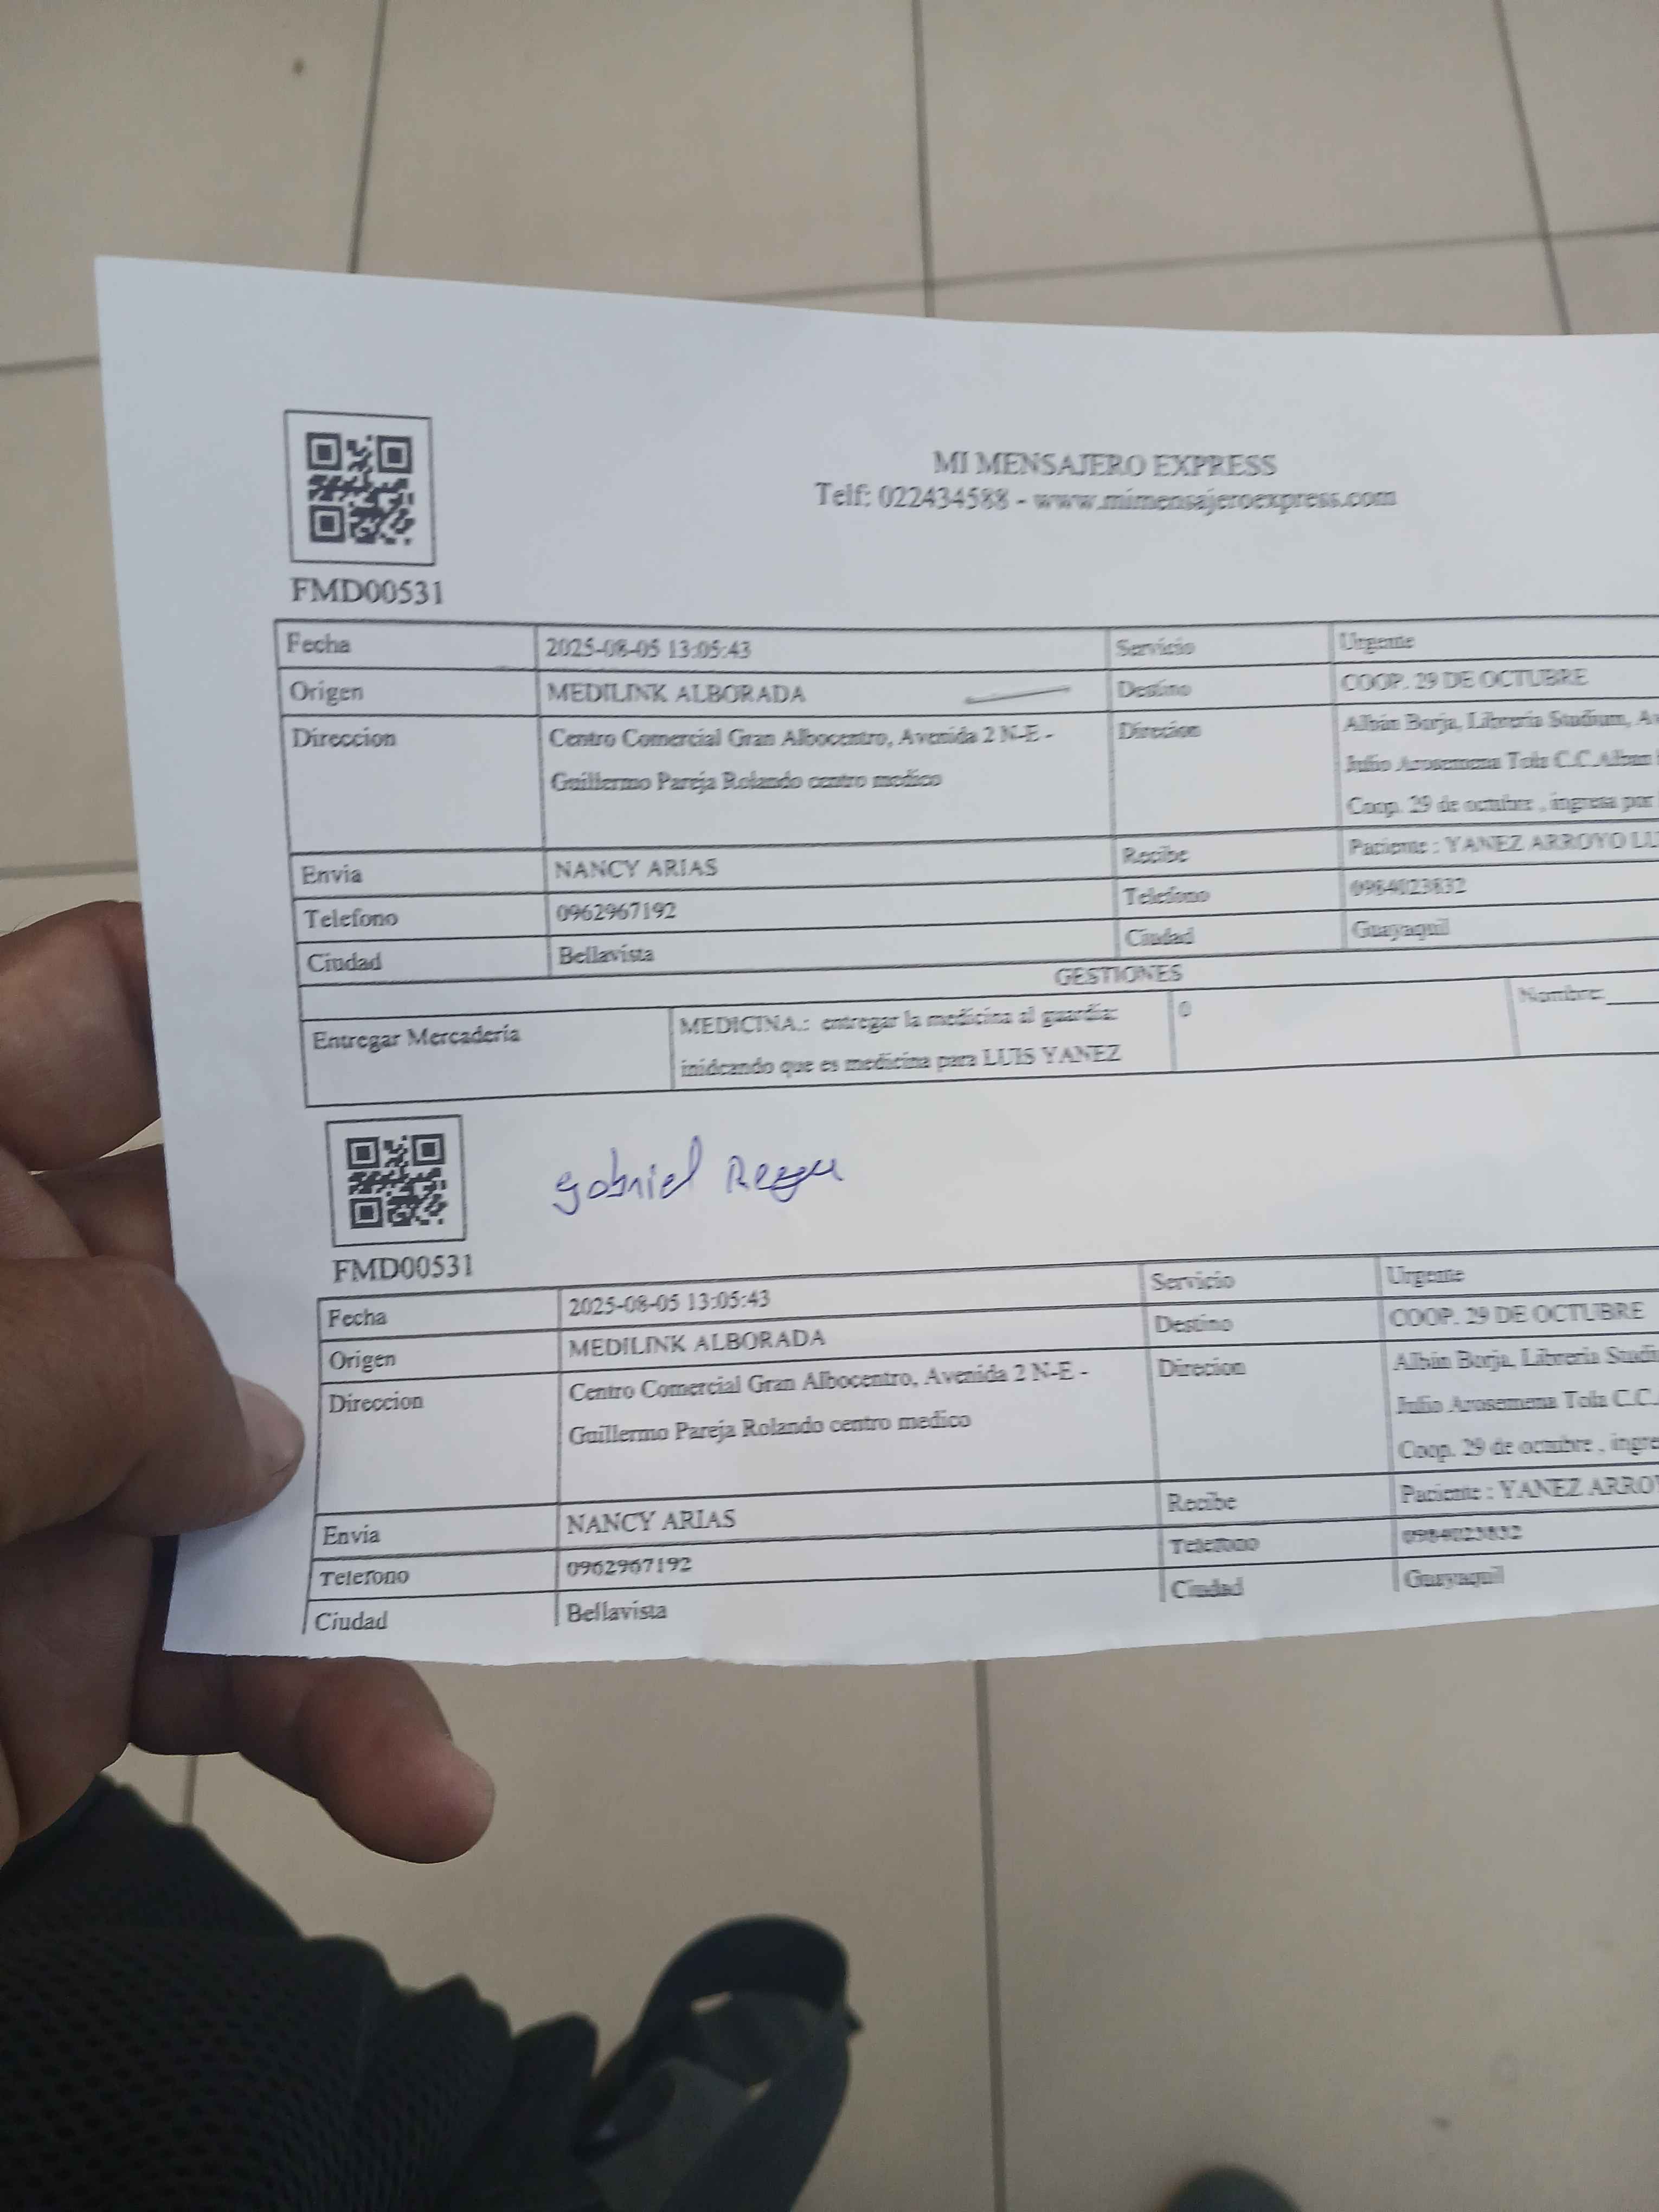 MI MENSAJERO EXPRESS
Telf: 022434588 - www.mimensajeroexpress.com
FMD00531
Fecha 2025-08-05 13:05:43 Servicio Urgente
Origen MEDILINK ALBORADA Destino COOP. 29 DE OCTUBRE
Direccion Centro Comercial Gran Albocentro, Avenida 2 N-E - Direcion Albán Borja, Libreria Studium,
Guillermo Pareja Rolando centro medico Julio Arosemena Tola C.C.Alban
Coop. 29 de octubre , ingresa por
Envia NANCY ARIAS Recibe Paciente : YANEZ ARROYO
Telefono 0962967192 Telefono 0984023832
Ciudad Bellavista Ciudad Guayaquil
GESTIONES
Entregar Mercadería MEDICINA.: entregar la medicina al guardia: 0 Nombre:
inidcando que es medicina para LUIS YANEZ
gabriel
FMD00531
Fecha 2025-08-05 13:05:43 Servicio Urgente
Origen MEDILINK ALBORADA Destino COOP. 29 DE OCTUBRE
Direccion Centro Comercial Gran Albocentro, Avenida 2 N-E - Direcion Albán Borja, Libreria
Guillermo Pareja Rolando centro medico Julio Arosemena Tola C.C.
Coop. 29 de octubre ,
Envia NANCY ARIAS Recibe Paciente : YANEZ
Telefono 0962967192 Telefono 0984023832
Ciudad Bellavista Ciudad Guayaquil